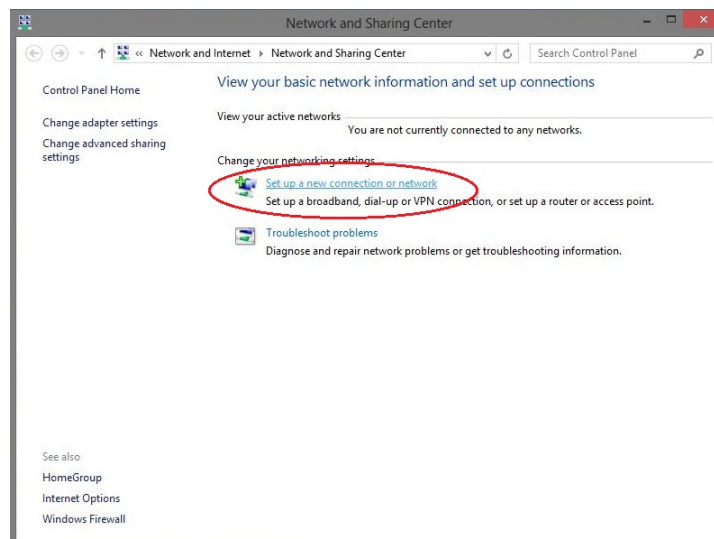 Network and Sharing Center
« Network and Internet Network and Sharing Center Search Control Panel
Control Panel Home
Change adapter settings
Change advanced sharing
settings
View your basic network information and set up connections
View your active networks
You are not currently connected to any networks.
Change your networking settings
Set up a new connection or network
Set up a broadband, dial-up or VPN connection, or set up a router or access point.
Troubleshoot problems
Diagnose and repair network problems or get troubleshooting information.
See also
HomeGroup
Internet Options
Windows Firewall